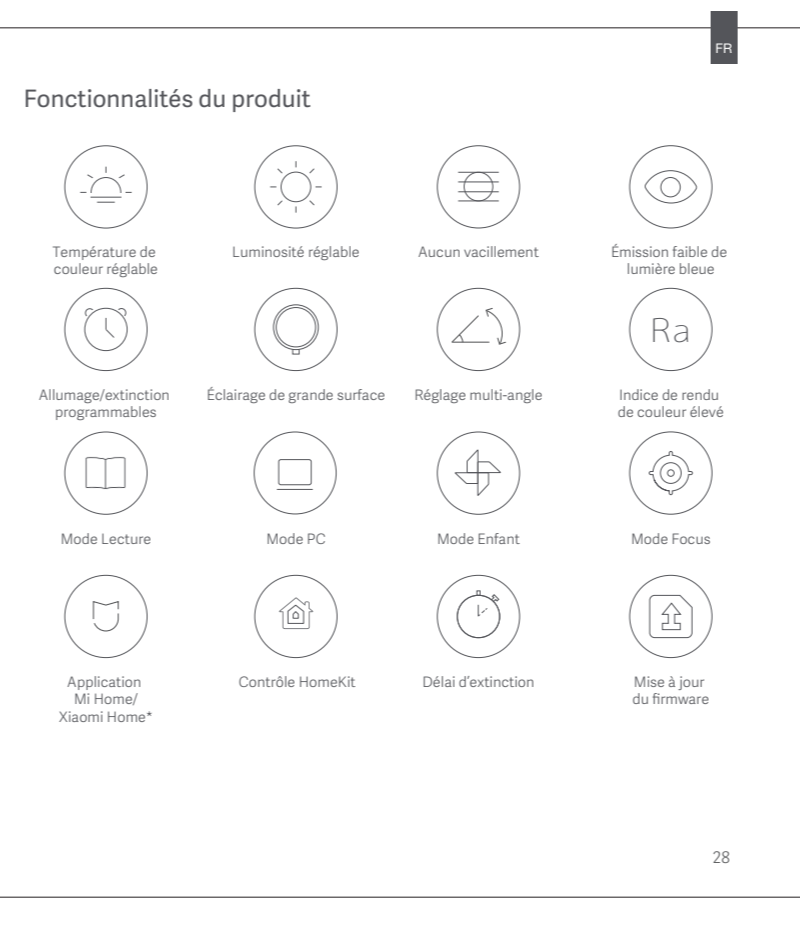 FR
Fonctionnalités du produit
Température de
couleur réglable
Luminosité réglable
Aucun vacillement
Émission faible de
lumière bleue
Allumage/extinction
programmables
Éclairage de grande surface
Réglage multi-angle
Ra
Indice de rendu
de couleur élevé
Mode Lecture
Mode PC
Mode Enfant
Mode Focus
Application
Mi Home/
Xiaomi Home*
Contrôle HomeKit
Délai d’extinction
Mise à jour
du firmware
28